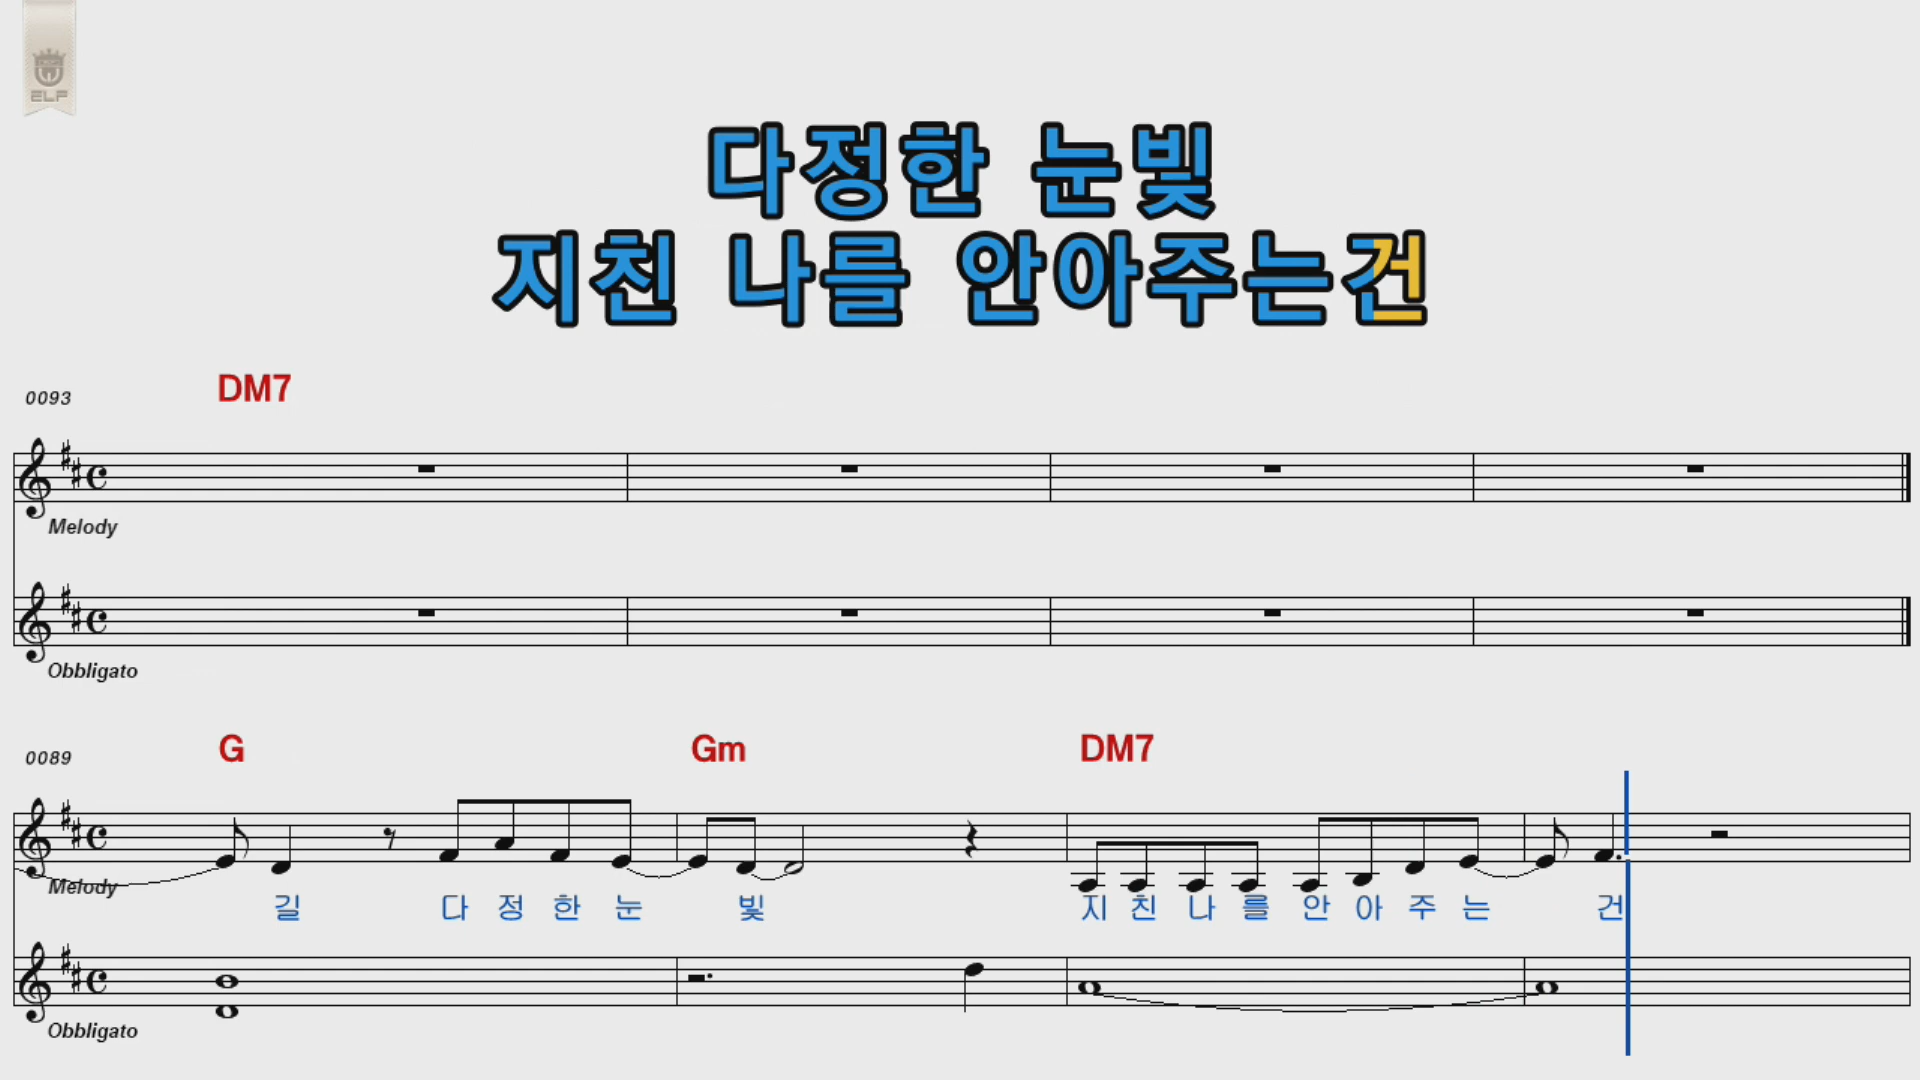 ELF
다정한 눈빛
지친 나를 안아주는건
0093 DM7
Melody
Obbligato
0089 G Gm DM7
Melody
길 다 정 한 눈 빛 지 친 나 를 안 아 주 는 건
Obbligato